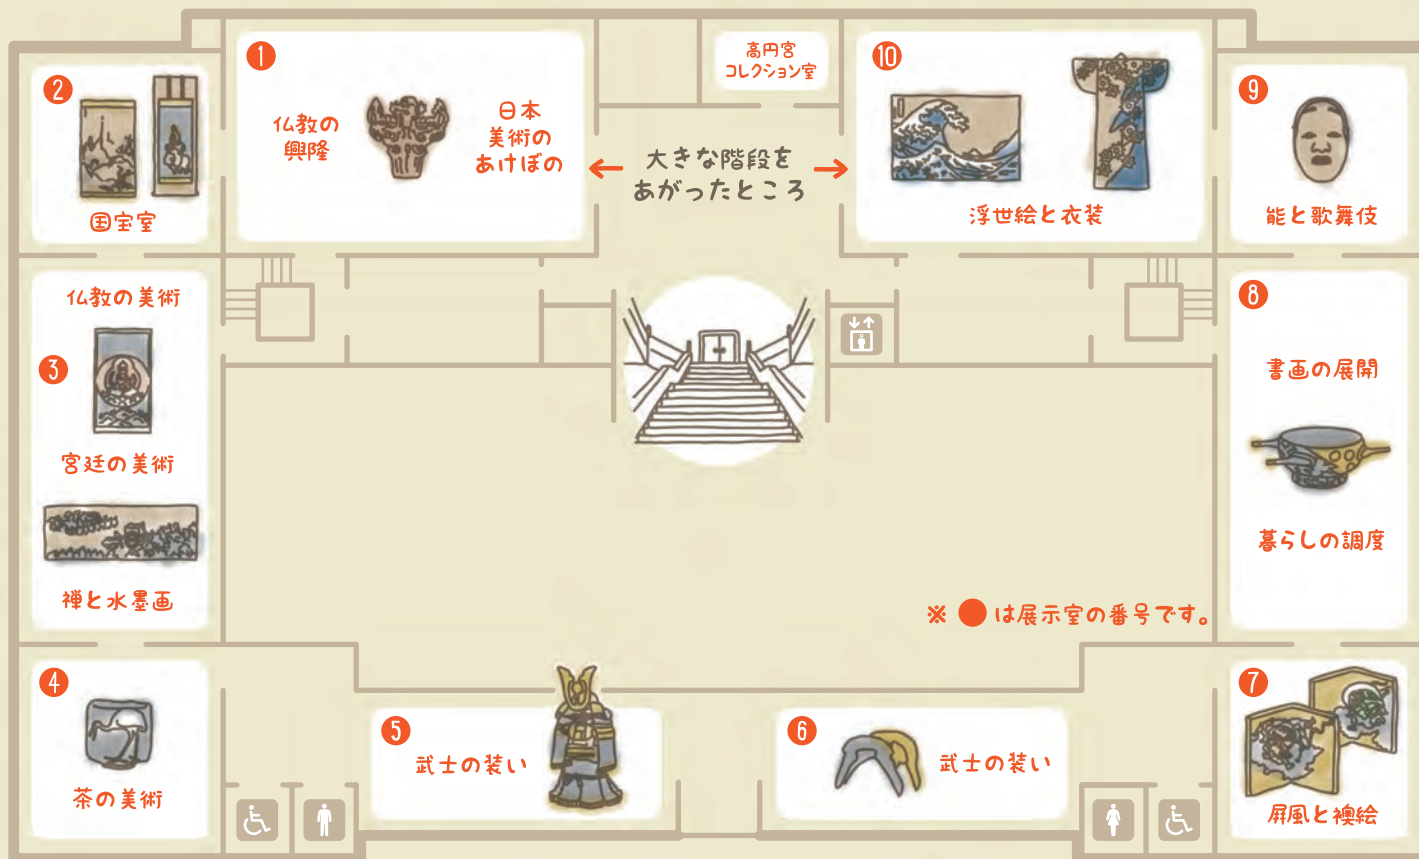 1
仏教の
興隆
日本
美術の
あけぼの
2
国宝室
高円宮
コレクション室
大きな階段を
あがったところ
10
浮世絵と衣装
9
能と歌舞伎
仏教の美術
3
宮廷の美術
禅と水墨画
8
書画の展開
暮らしの調度
※ ● は展示室の番号です。
4
茶の美術
5
武士の装い
6
武士の装い
7
屛風と襖絵